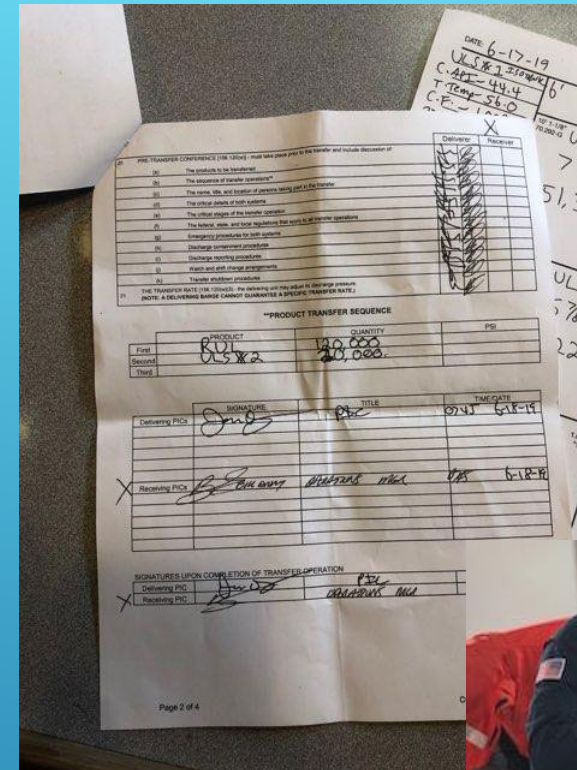 DATE: 6-17-19
ULS #2
C. API - 44.4
T. Temp - 56.0
C.F. -
6'
X
Deliverer Receiver
20. PRE-TRANSFER CONFERENCE (156.120(w)) - must take place prior to the transfer and include discussion of:
(a) The products to be transferred
(b) The sequence of transfer operations**
(c) The name, title, and location of persons taking part in the transfer
(d) The critical details of both systems
(e) The critical stages of the transfer operation
(f) The federal, state, and local regulations that apply to all transfer operations
(g) Emergency procedures for both systems
(h) Discharge containment procedures
(i) Discharge reporting procedures
(j) Watch and shift change arrangements
(k) Transfer shutdown procedures
21. THE TRANSFER RATE - the delivering unit may adjust its discharge pressure
(NOTE: A DELIVERING BARGE CANNOT GUARANTEE A SPECIFIC TRANSFER RATE.)
**PRODUCT TRANSFER SEQUENCE
PRODUCT QUANTITY PSI
First RUL 120,000
Second ULS #2 20,000.
Third
SIGNATURE TITLE TIME/DATE
Delivering PICs PIC 0745 6-18-19
X Receiving PICs OPERATIONS MGR 6-18-19
SIGNATURES UPON COMPLETION OF TRANSFER OPERATION
Delivering PIC PIC
X Receiving PIC OPERATIONS MGR
Page 2 of 4